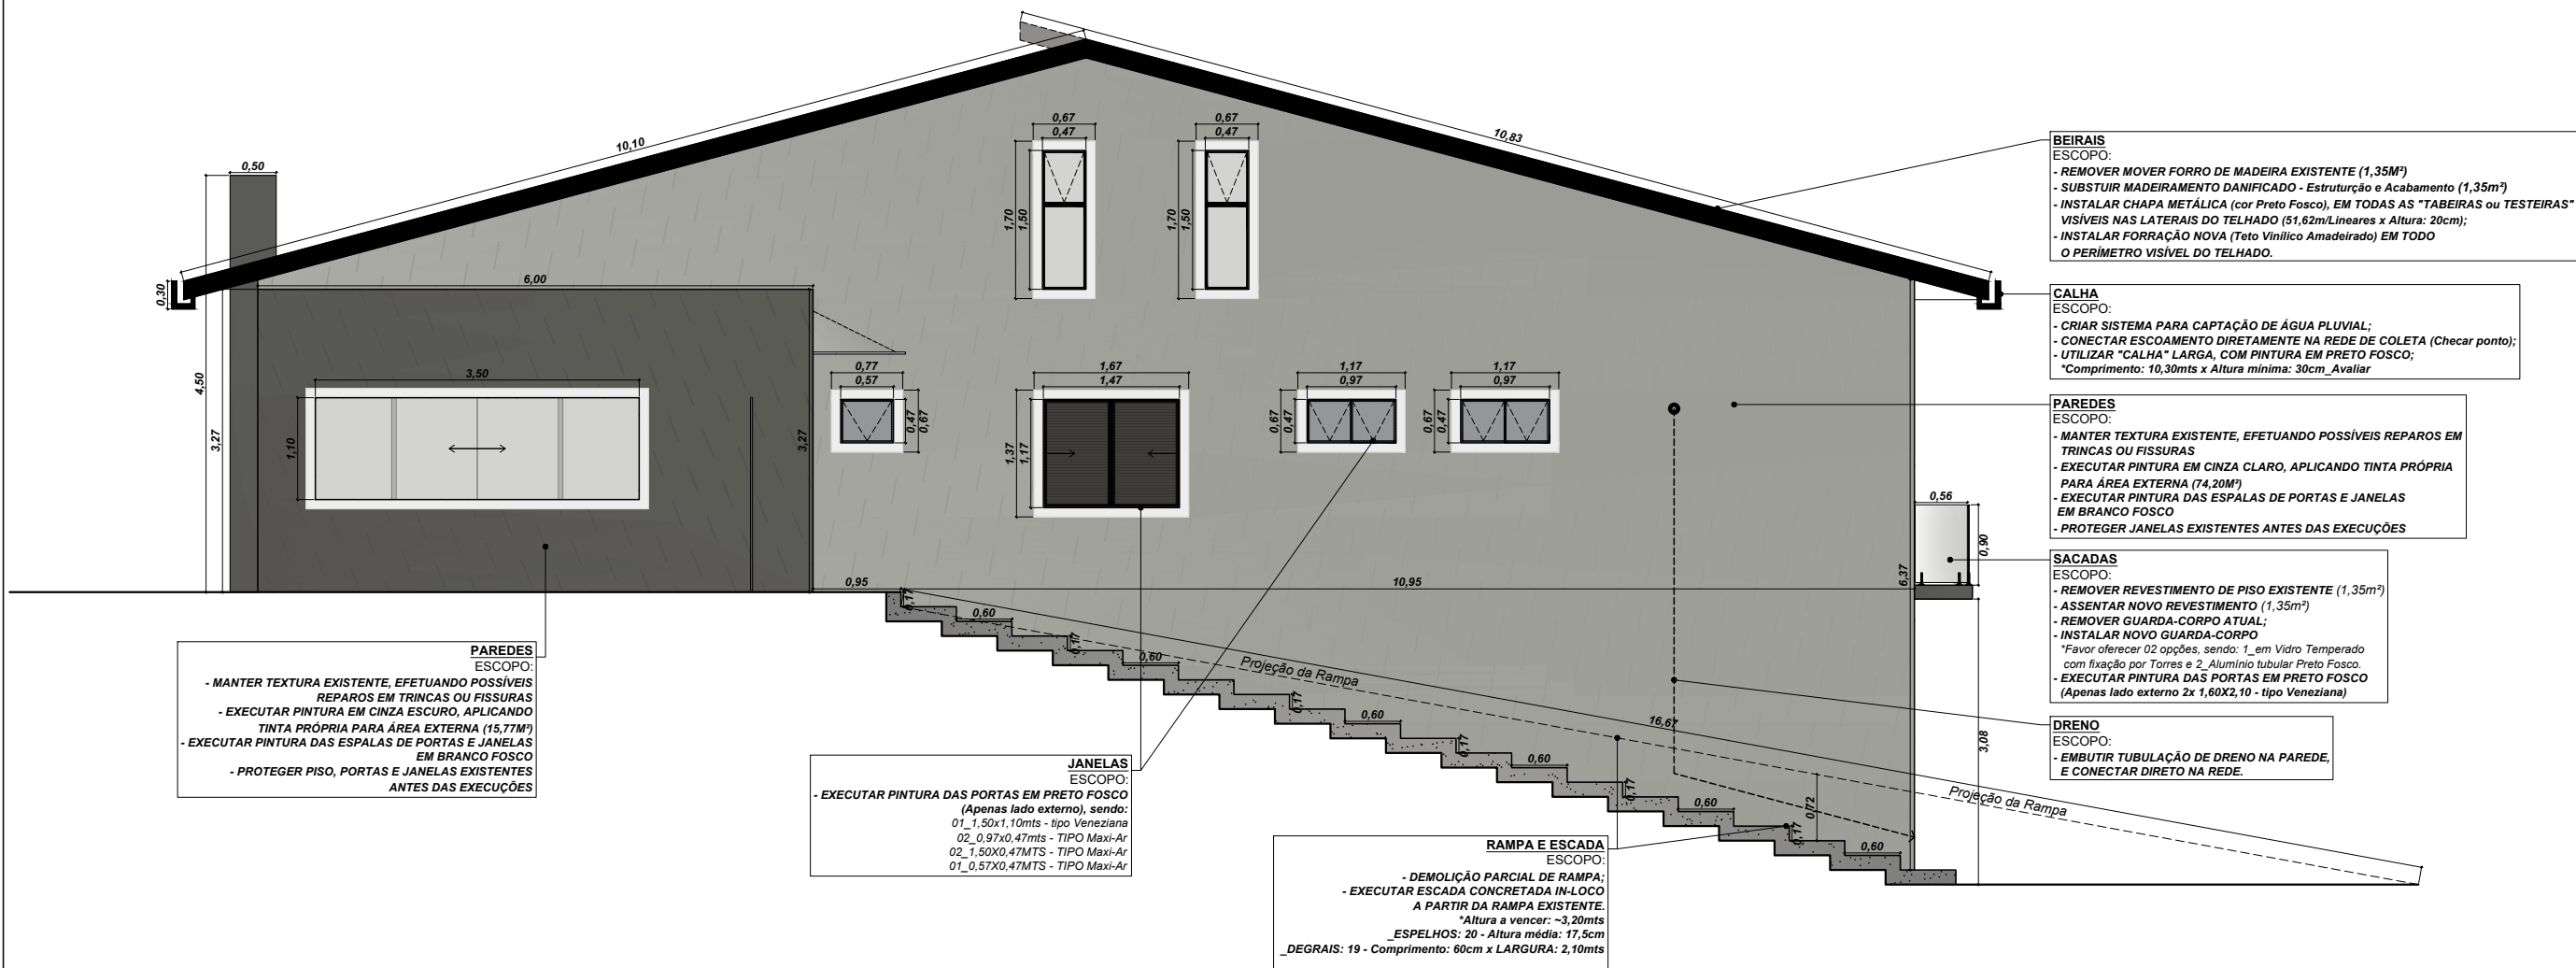 10,10
10,83
0,50
0,67
0,47
0,67
0,47
1,70
1,50
1,70
1,50
0,30
6,00
4,50
3,27
3,50
1,10
3,27
0,77
0,57
0,47
0,67
1,67
1,47
1,37
1,17
1,17
0,97
0,67
0,47
1,17
0,97
0,67
0,47
0,56
0,90
6,37
3,08
0,95
10,95
0,17
0,60
0,17
0,60
0,17
0,60
0,17
0,60
0,17
0,60
0,17
0,60
0,72
16,67
Projeção da Rampa
Projeção da Rampa
BEIRAIS
ESCOPO:
- REMOVER MOVER FORRO DE MADEIRA EXISTENTE (1,35M²)
- SUBSTUIR MADEIRAMENTO DANIFICADO - Estruturção e Acabamento (1,35m²)
- INSTALAR CHAPA METÁLICA (cor Preto Fosco), EM TODAS AS "TABEIRAS ou TESTEIRAS"
VISÍVEIS NAS LATERAIS DO TELHADO (51,62m/Lineares x Altura: 20cm);
- INSTALAR FORRAÇÃO NOVA (Teto Vinílico Amadeirado) EM TODO
O PERÍMETRO VISÍVEL DO TELHADO.
CALHA
ESCOPO:
- CRIAR SISTEMA PARA CAPTAÇÃO DE ÁGUA PLUVIAL;
- CONECTAR ESCOAMENTO DIRETAMENTE NA REDE DE COLETA (Checar ponto);
- UTILIZAR "CALHA" LARGA, COM PINTURA EM PRETO FOSCO;
*Comprimento: 10,30mts x Altura mínima: 30cm_Avaliar
PAREDES
ESCOPO:
- MANTER TEXTURA EXISTENTE, EFETUANDO POSSÍVEIS REPAROS EM
TRINCAS OU FISSURAS
- EXECUTAR PINTURA EM CINZA CLARO, APLICANDO TINTA PRÓPRIA
PARA ÁREA EXTERNA (74,20M²)
- EXECUTAR PINTURA DAS ESPALAS DE PORTAS E JANELAS
EM BRANCO FOSCO
- PROTEGER JANELAS EXISTENTES ANTES DAS EXECUÇÕES
SACADAS
ESCOPO:
- REMOVER REVESTIMENTO DE PISO EXISTENTE (1,35m²)
- ASSENTAR NOVO REVESTIMENTO (1,35m²)
- REMOVER GUARDA-CORPO ATUAL;
- INSTALAR NOVO GUARDA-CORPO
*Favor oferecer 02 opções, sendo: 1_em Vidro Temperado
com fixação por Torres e 2_Alumínio tubular Preto Fosco.
- EXECUTAR PINTURA DAS PORTAS EM PRETO FOSCO
(Apenas lado externo 2x 1,60X2,10 - tipo Veneziana)
DRENO
ESCOPO:
- EMBUTIR TUBULAÇÃO DE DRENO NA PAREDE,
E CONECTAR DIRETO NA REDE.
PAREDES
ESCOPO:
- MANTER TEXTURA EXISTENTE, EFETUANDO POSSÍVEIS
REPAROS EM TRINCAS OU FISSURAS
- EXECUTAR PINTURA EM CINZA ESCURO, APLICANDO
TINTA PRÓPRIA PARA ÁREA EXTERNA (15,77M²)
- EXECUTAR PINTURA DAS ESPALAS DE PORTAS E JANELAS
EM BRANCO FOSCO
- PROTEGER PISO, PORTAS E JANELAS EXISTENTES
ANTES DAS EXECUÇÕES
JANELAS
ESCOPO:
- EXECUTAR PINTURA DAS PORTAS EM PRETO FOSCO
(Apenas lado externo), sendo:
01_1,50x1,10mts - tipo Veneziana
02_0,97x0,47mts - TIPO Maxi-Ar
02_1,50X0,47MTS - TIPO Maxi-Ar
01_0,57X0,47MTS - TIPO Maxi-Ar
RAMPA E ESCADA
ESCOPO:
- DEMOLIÇÃO PARCIAL DE RAMPA;
- EXECUTAR ESCADA CONCRETADA IN-LOCO
A PARTIR DA RAMPA EXISTENTE.
*Altura a vencer: ~3,20mts
_ESPELHOS: 20 - Altura média: 17,5cm
_DEGRAIS: 19 - Comprimento: 60cm x LARGURA: 2,10mts